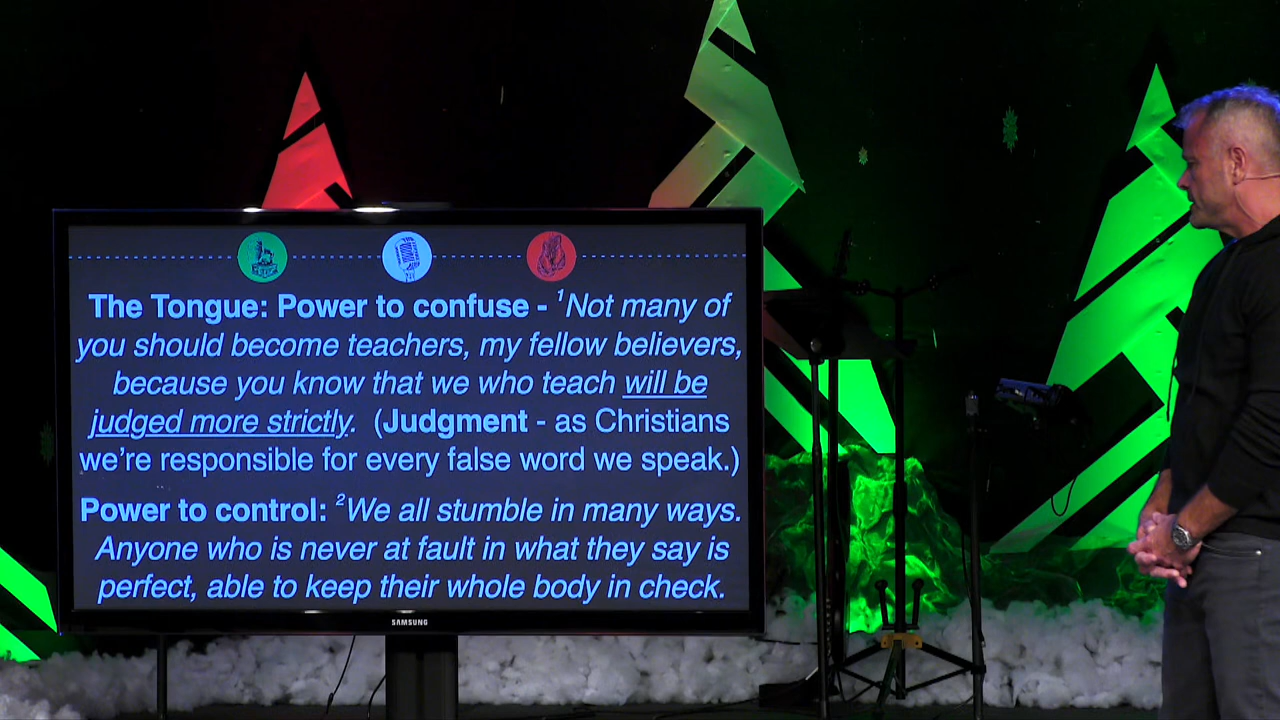 The Tongue: Power to confuse - ¹Not many of
you should become teachers, my fellow believers,
because you know that we who teach will be
judged more strictly. (Judgment - as Christians
we're responsible for every false word we speak.)
Power to control: ²We all stumble in many ways.
Anyone who is never at fault in what they say is
perfect, able to keep their whole body in check.
SAMSUNG